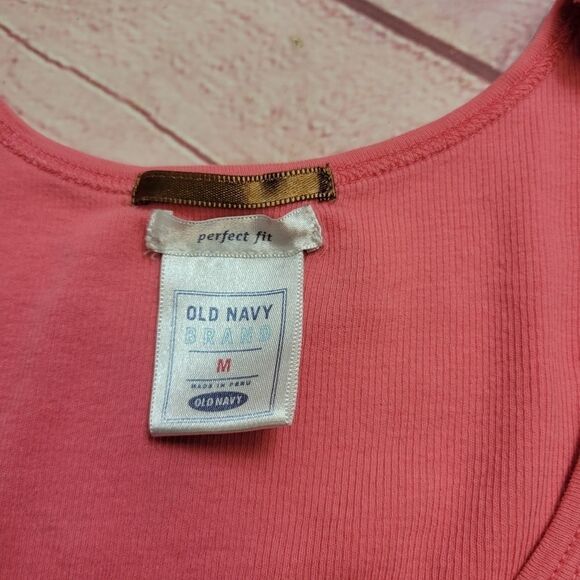 perfect fit
OLD NAVY
BRAND
M
MADE IN PERU
OLD NAVY